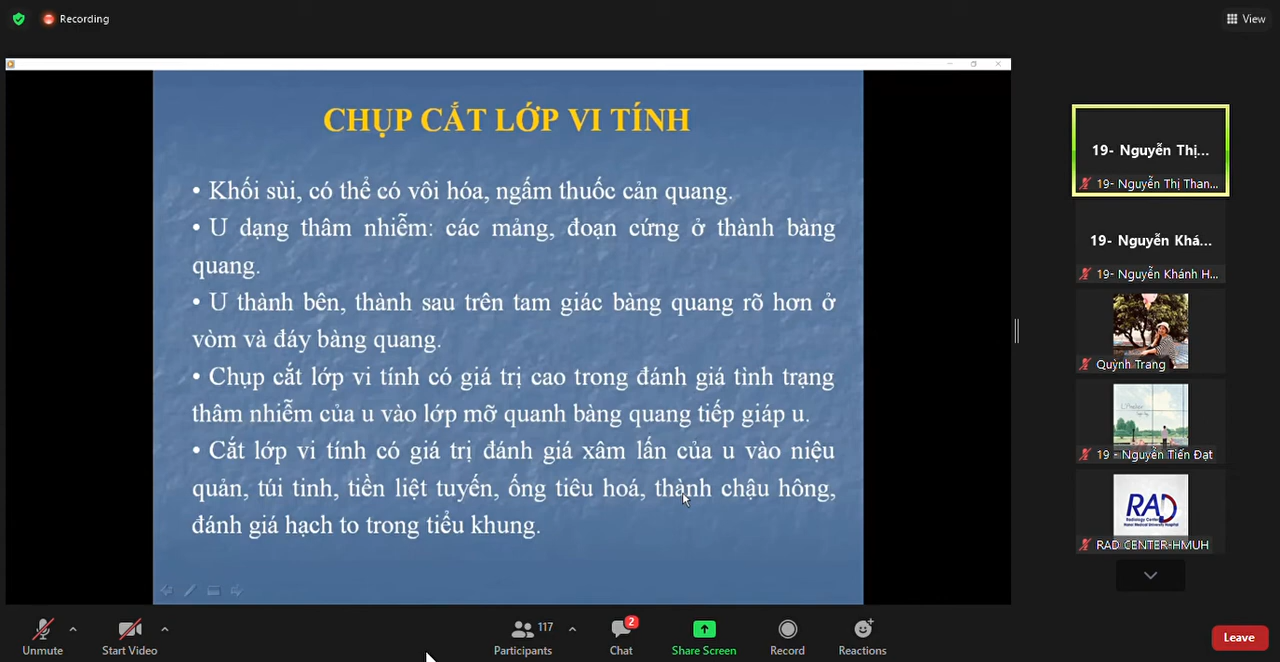 Recording
View
CHỤP CẮT LỚP VI TÍNH
• Khối sùi, có thể có vôi hóa, ngấm thuốc cản quang.
• U dạng thâm nhiễm: các mảng, đoạn cứng ở thành bàng
quang.
• U thành bên, thành sau trên tam giác bàng quang rõ hơn ở
vòm và đáy bàng quang.
• Chụp cắt lớp vi tính có giá trị cao trong đánh giá tình trạng
thâm nhiễm của u vào lớp mỡ quanh bàng quang tiếp giáp u.
• Cắt lớp vi tính có giá trị đánh giá xâm lấn của u vào niệu
quản, túi tinh, tiền liệt tuyến, ống tiêu hoá, thành chậu hông,
đánh giá hạch to trong tiểu khung.
19- Nguyễn Thị...
19- Nguyễn Thị Than...
19- Nguyễn Khá...
19- Nguyễn Khánh H...
Quỳnh Trang
19 - Nguyễn Tiến Đạt
RAD
Radiology Center
Hanoi Medical University Hospital
RAD CENTER-HMUH
Unmute
Start Video
117
Participants
2
Chat
Share Screen
Record
Reactions
Leave